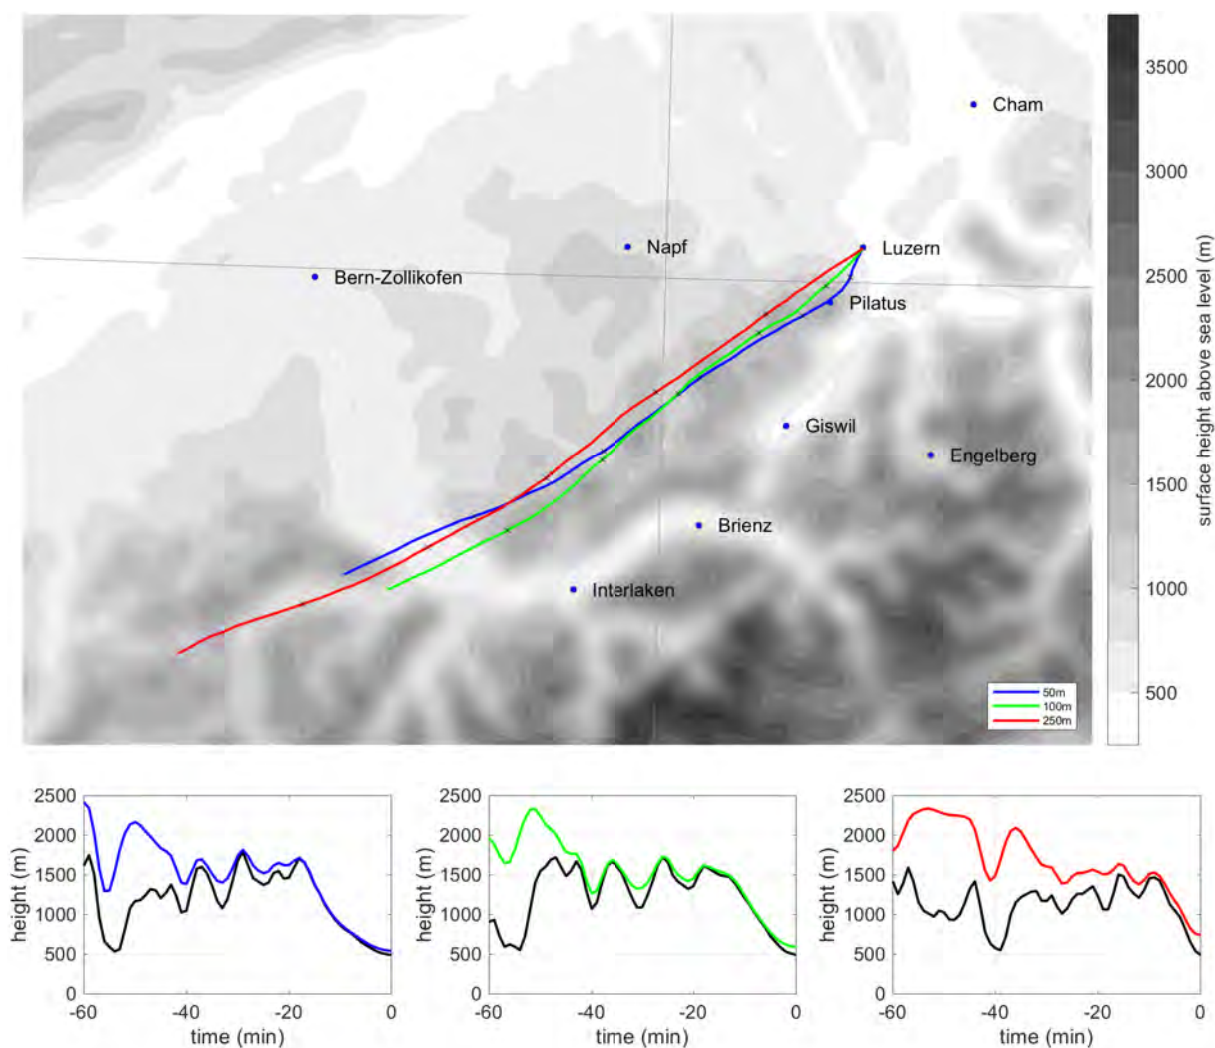 3500
Cham
3000
Napf
Luzern
2500
Bern-Zollikofen
Pilatus
surface height above sea level (m)
2000
Giswil
Engelberg
1500
Brienz
Interlaken
1000
50m
500
100m
250m
2500
2000
1500
1000
500
0
height (m)
-60
-40
-20
0
time (min)
2500
2000
1500
1000
500
0
height (m)
-60
-40
-20
0
time (min)
2500
2000
1500
1000
500
0
height (m)
-60
-40
-20
0
time (min)